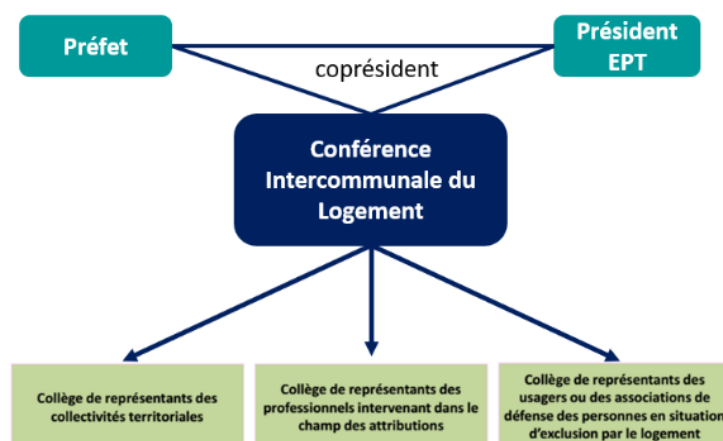 Préfet
Président
EPT
coprésident
Conférence
Intercommunale du
Logement
Collège de représentants des
collectivités territoriales
Collège de représentants des
professionnels intervenant dans le
champ des attributions
Collège de représentants des
usagers ou des associations de
défense des personnes en situation
d'exclusion par le logement